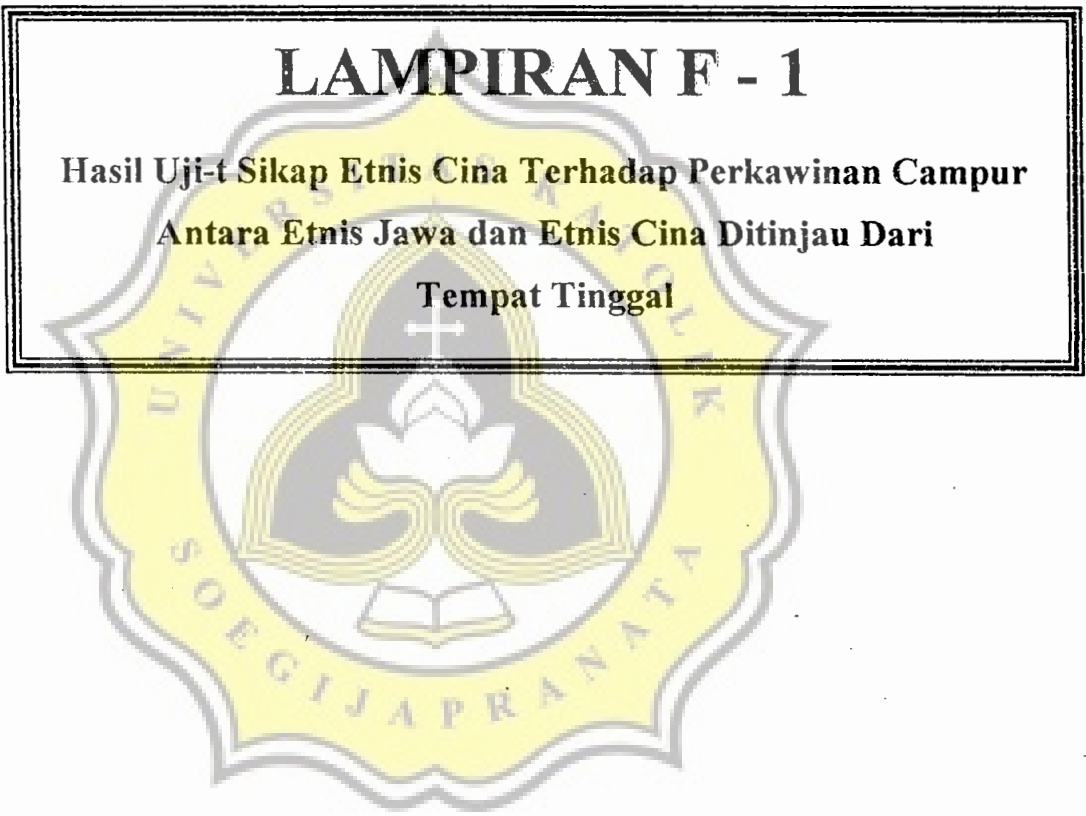 LAMPIRAN F - 1
Hasil Uji-t Sikap Etnis Cina Terhadap Perkawinan Campur
Antara Etnis Jawa dan Etnis Cina Ditinjau Dari
Tempat Tinggal
UNIVERSITAS KATOLIK
SOEGIJAPRANATA